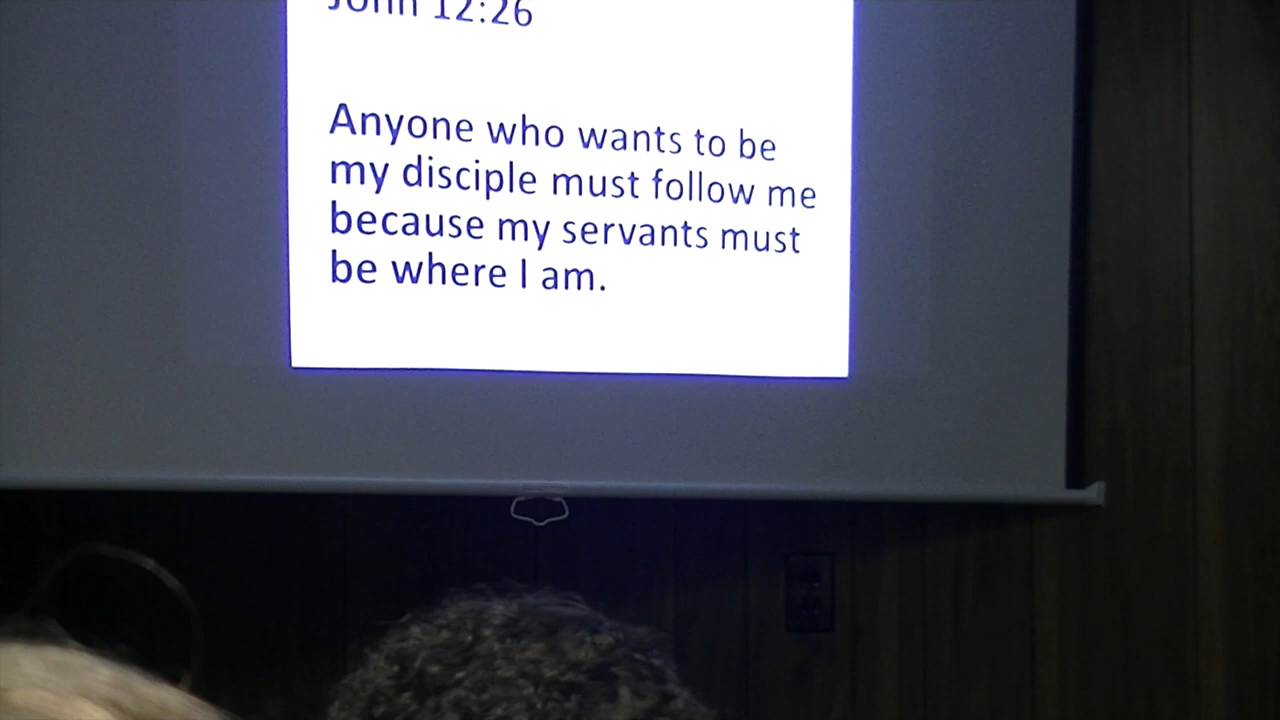 John 12:26
Anyone who wants to be
my disciple must follow me
because my servants must
be where I am.